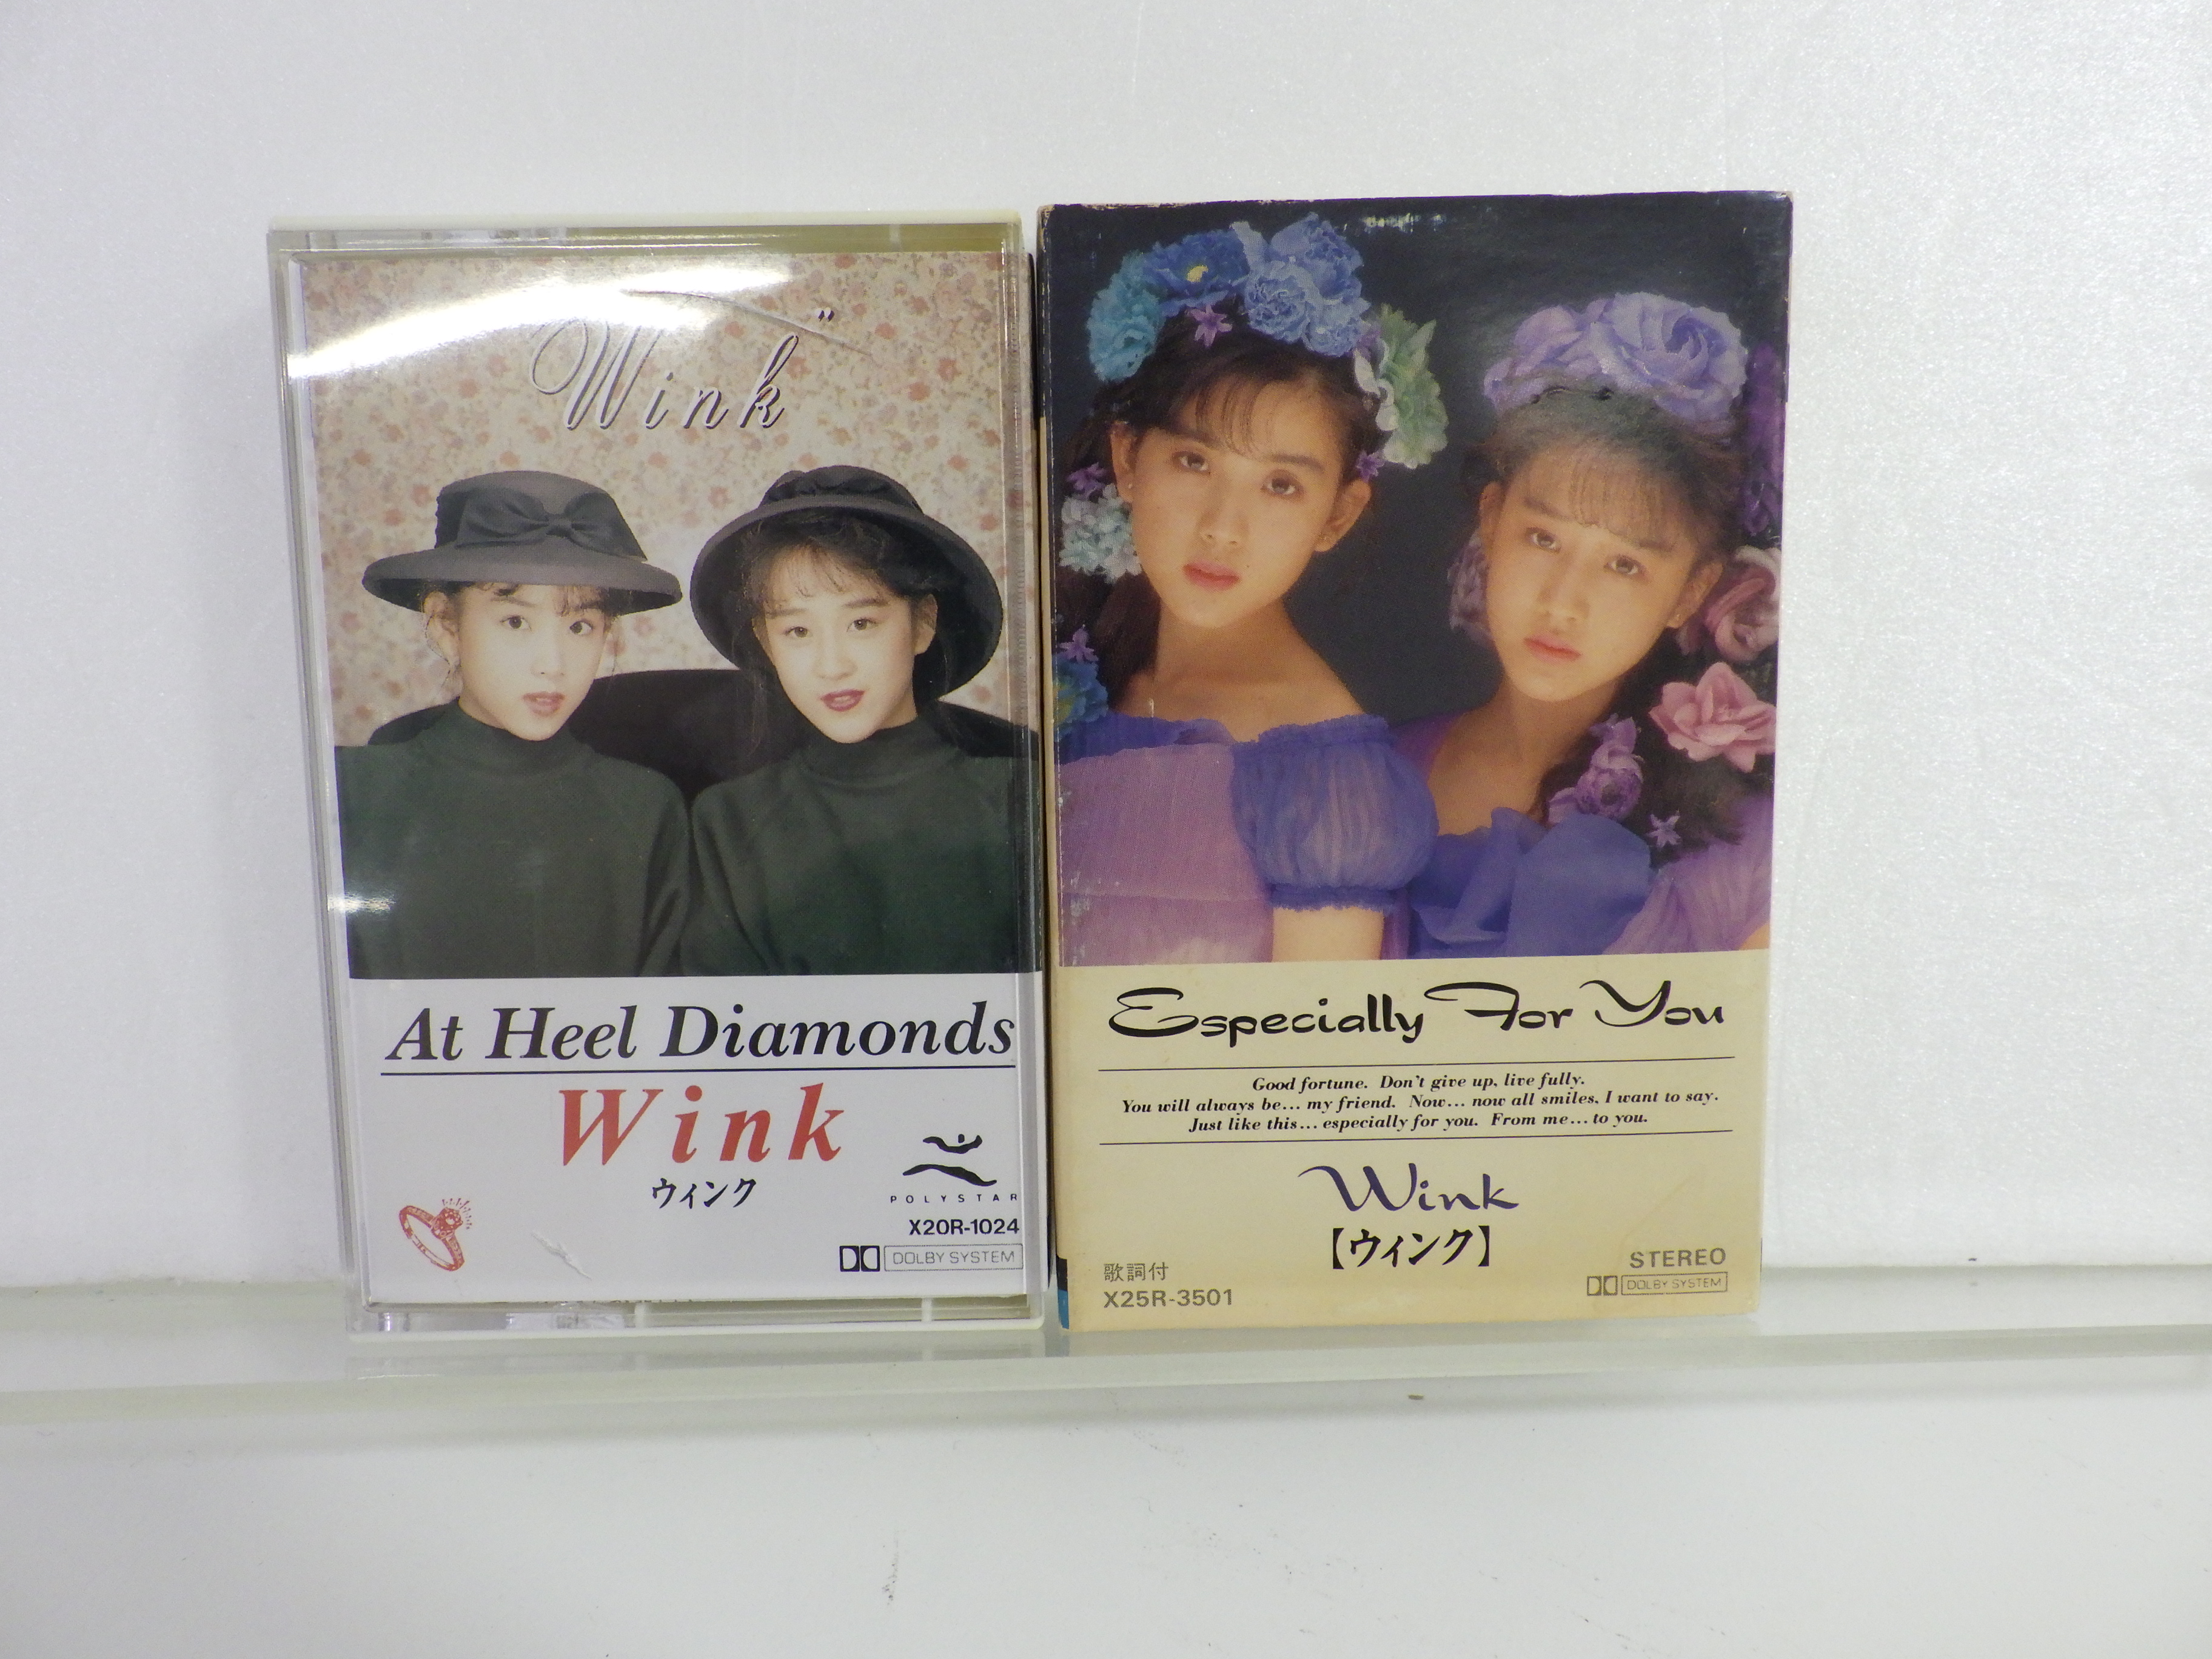 "Wink"
At Heel Diamonds
Wink
ウィンク
POLYSTAR
X20R-1024
DOLBY SYSTEM
Especially For You
Good fortune. Don't give up, live fully.
You will always be... my friend. Now... now all smiles, I want to say.
Just like this... especially for you. From me... to you.
Wink
【ウィンク】
歌詞付
X25R-3501
STEREO
DOLBY SYSTEM